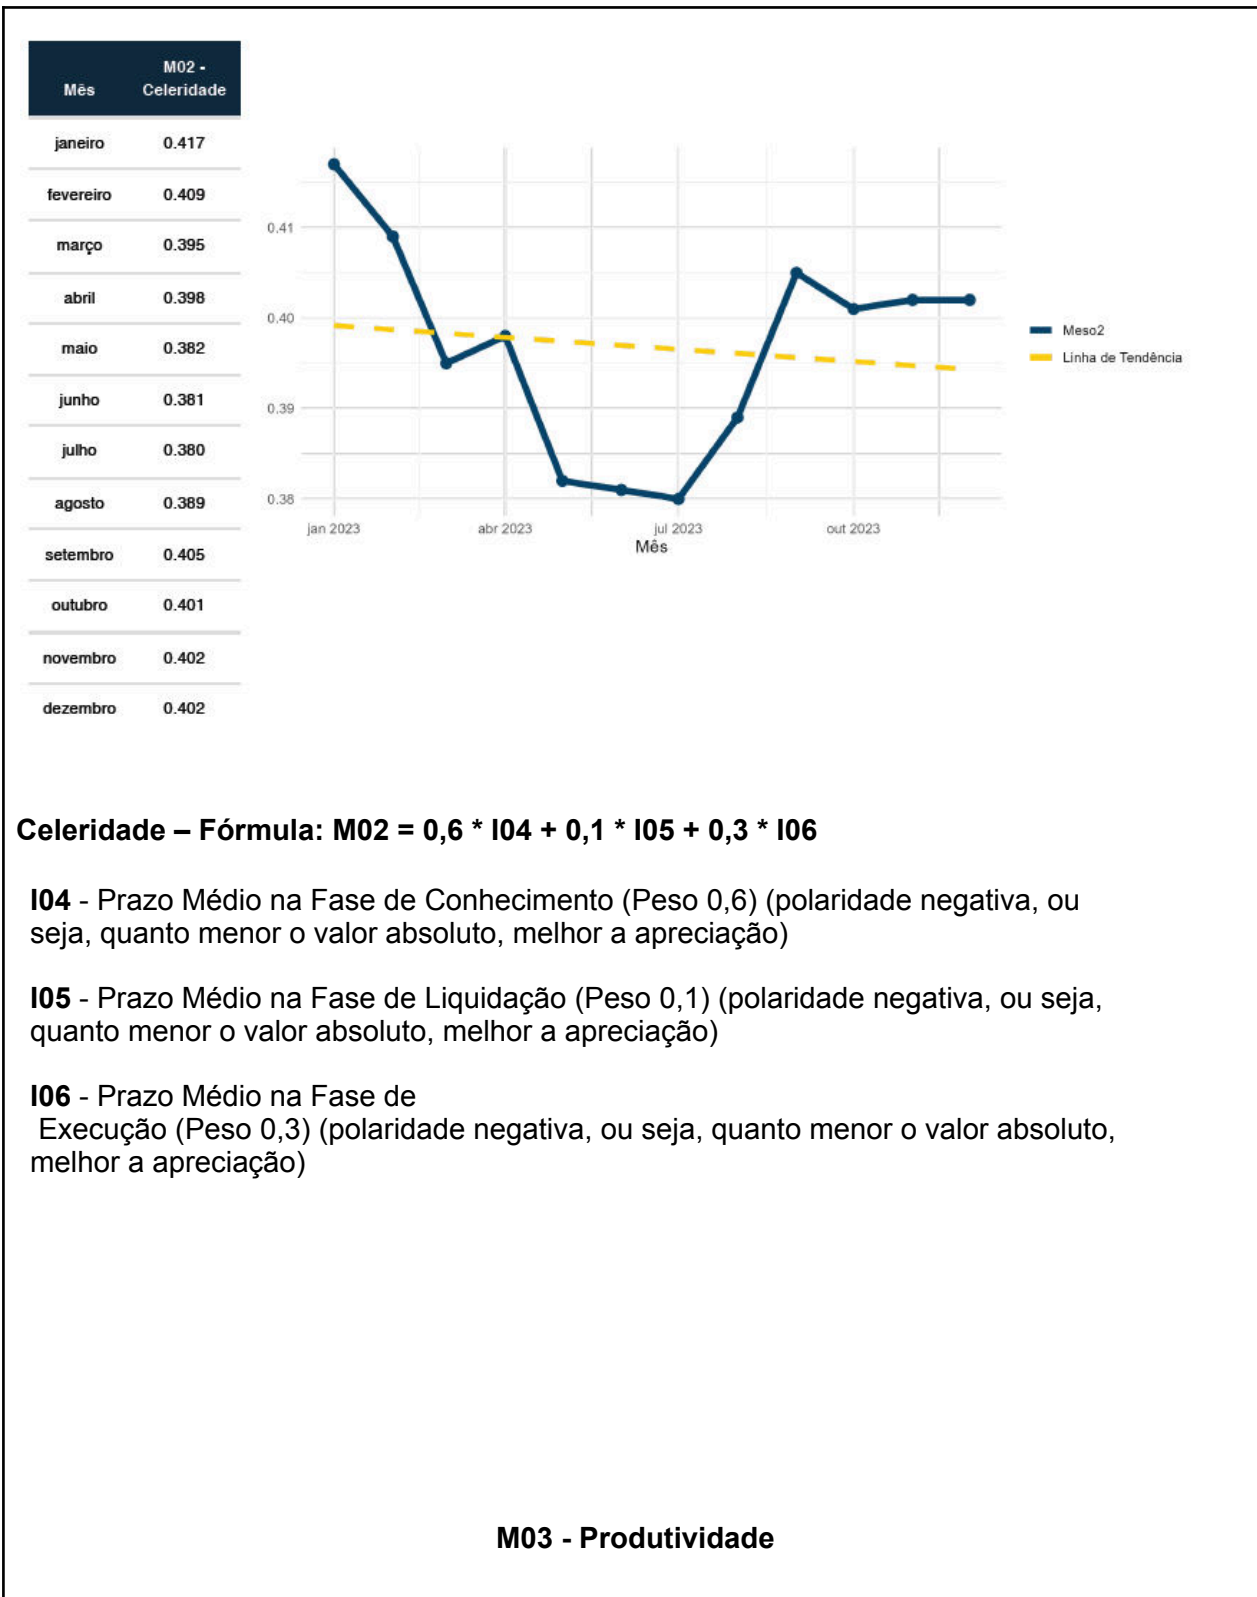 Mês M02 - Celeridade
janeiro 0.417
fevereiro 0.409
março 0.395
abril 0.398
maio 0.382
junho 0.381
julho 0.380
agosto 0.389
setembro 0.405
outubro 0.401
novembro 0.402
dezembro 0.402
0.41
0.40
0.39
0.38
jan 2023 abr 2023 jul 2023 out 2023
Mês
Meso2
Linha de Tendência
Celeridade – Fórmula: M02 = 0,6 * I04 + 0,1 * I05 + 0,3 * I06
I04 - Prazo Médio na Fase de Conhecimento (Peso 0,6) (polaridade negativa, ou
seja, quanto menor o valor absoluto, melhor a apreciação)
I05 - Prazo Médio na Fase de Liquidação (Peso 0,1) (polaridade negativa, ou seja,
quanto menor o valor absoluto, melhor a apreciação)
I06 - Prazo Médio na Fase de
Execução (Peso 0,3) (polaridade negativa, ou seja, quanto menor o valor absoluto,
melhor a apreciação)
M03 - Produtividade